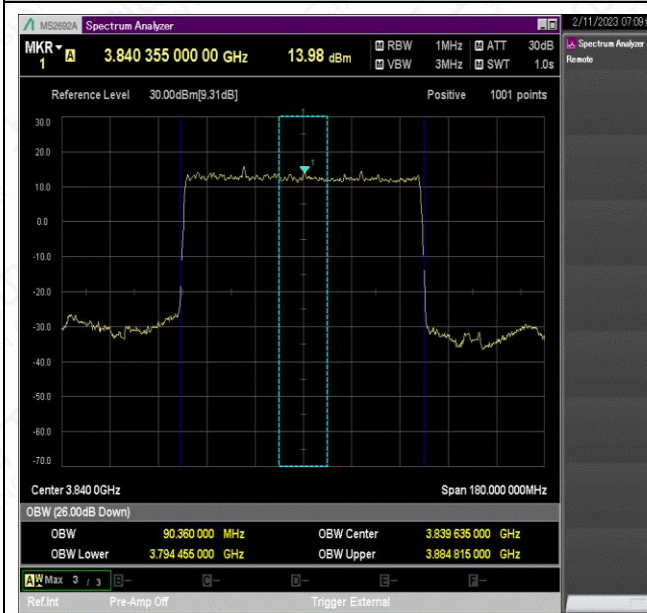 MS2692A Spectrum Analyzer
2/11/2023 07:09:
MKR 1 A 3.840 355 000 00 GHz 13.98 dBm
M RBW 1MHz M ATT 30dB
M VBW 3MHz M SWT 1.0s
Spectrum Analyzer
Remote
Reference Level 30.00dBm[9.31dB] Positive 1001 points
1
30.0
20.0
1
10.0
0.0
-10.0
-20.0
-30.0
-40.0
-50.0
-60.0
-70.0
Center 3.840 0GHz Span 180.000 000MHz
OBW (26.00dB Down)
OBW 90.360 000 MHz OBW Center 3.839 635 000 GHz
OBW Lower 3.794 455 000 GHz OBW Upper 3.884 815 000 GHz
A W Max 3 / 3 B- C- D- E- F-
Ref.Int Pre-Amp Off Trigger External